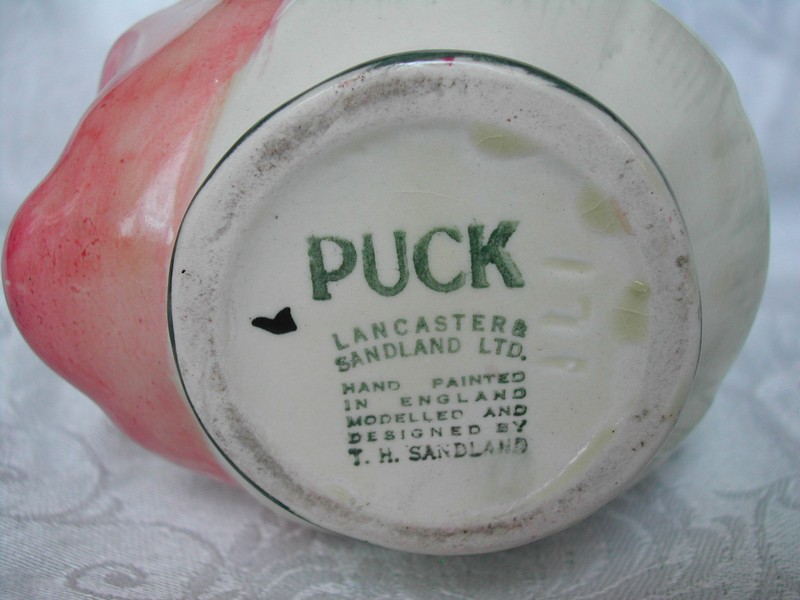 PUCK
LANCASTER &
SANDLAND LTD.
HAND PAINTED
IN ENGLAND
MODELLED AND
DESIGNED BY
T. H. SANDLAND